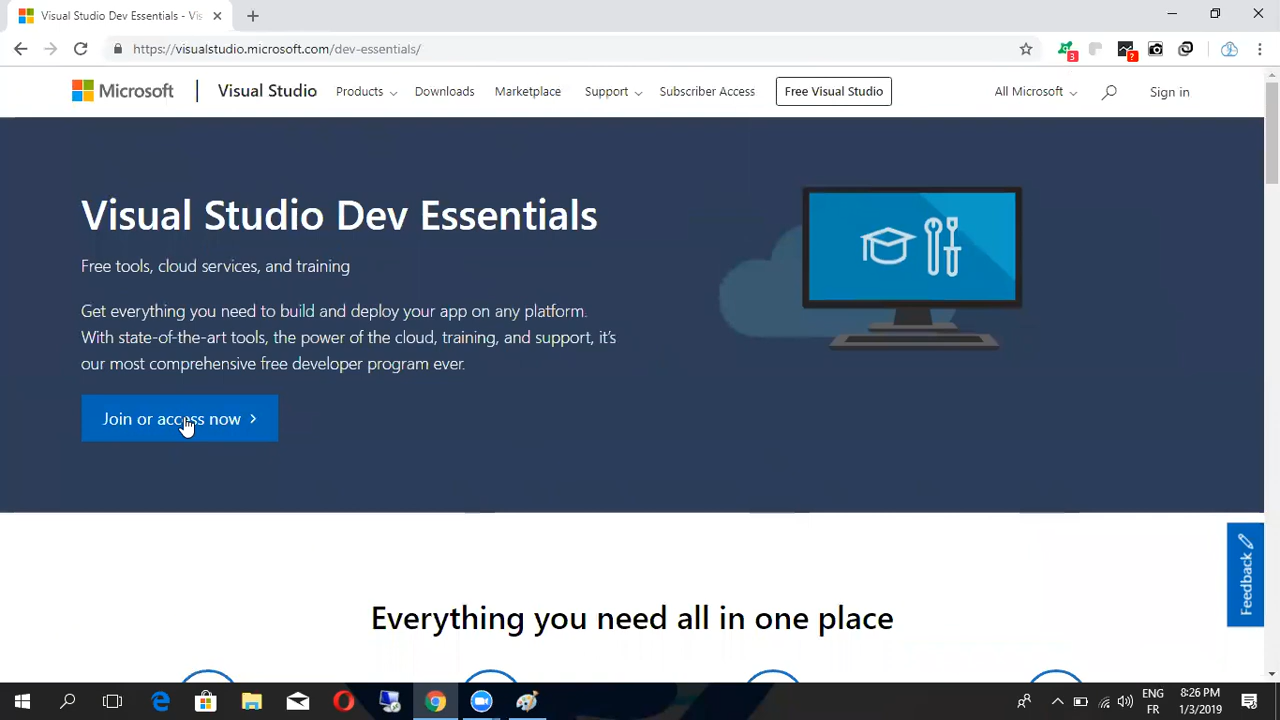 Visual Studio Dev Essentials - Vis
https://visualstudio.microsoft.com/dev-essentials/
3
?
Microsoft
Visual Studio
Products
Downloads
Marketplace
Support
Subscriber Access
Free Visual Studio
All Microsoft
Sign in
Visual Studio Dev Essentials
Free tools, cloud services, and training
Get everything you need to build and deploy your app on any platform.
With state-of-the-art tools, the power of the cloud, training, and support, it's
our most comprehensive free developer program ever.
Join or access now
Feedback
Everything you need all in one place
ENG
FR
8:26 PM
1/3/2019